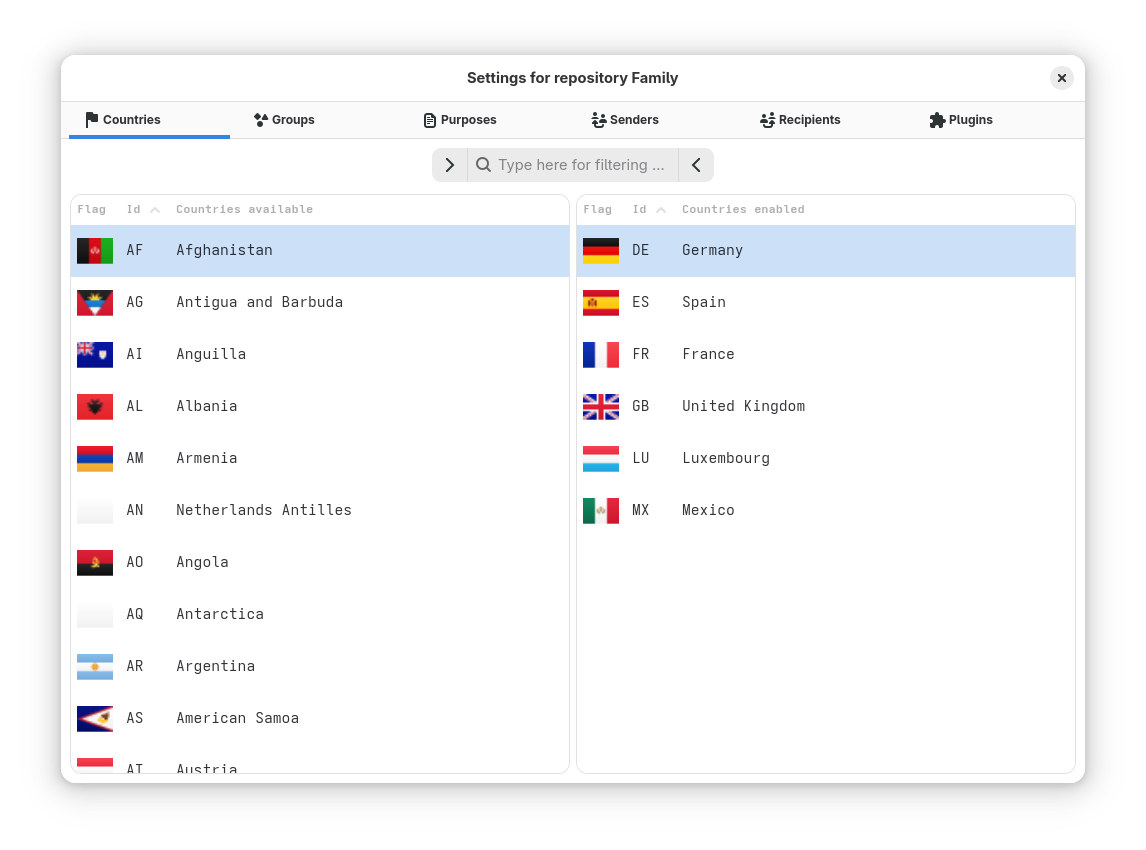 Settings for repository Family
Countries Groups Purposes Senders Recipients Plugins
Type here for filtering ...
Flag Id Countries available
AF Afghanistan
AG Antigua and Barbuda
AI Anguilla
AL Albania
AM Armenia
AN Netherlands Antilles
AO Angola
AQ Antarctica
AR Argentina
AS American Samoa
AT Austria
Flag Id Countries enabled
DE Germany
ES Spain
FR France
GB United Kingdom
LU Luxembourg
MX Mexico